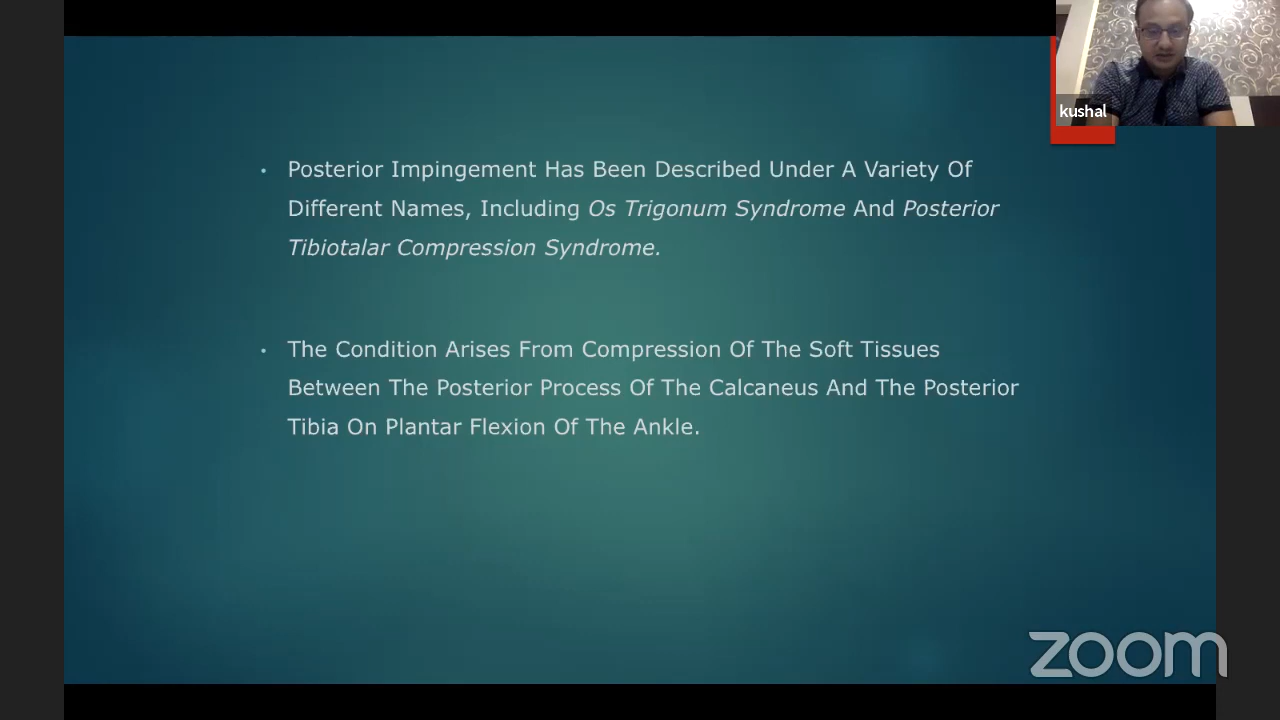 kushal
• Posterior Impingement Has Been Described Under A Variety Of
Different Names, Including Os Trigonum Syndrome And Posterior
Tibiotalar Compression Syndrome.
• The Condition Arises From Compression Of The Soft Tissues
Between The Posterior Process Of The Calcaneus And The Posterior
Tibia On Plantar Flexion Of The Ankle.
zoom